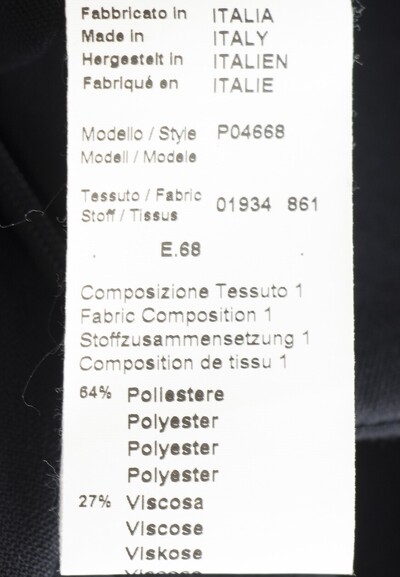 Fabbricato in ITALIA
Made in ITALY
Hergestelt in ITALIEN
Fabriqué en ITALIE
Modello / Style P04668
Modell / Modele
Tessuto / Fabric 01934 861
Stoff / Tissus
E.68
Composizione Tessuto 1
Fabric Composition 1
Stoffzusammensetzung 1
Composition de tissu 1
64% Poliestere
Polyester
Polyester
Polyester
27% Viscosa
Viscose
Viskose
Viscose